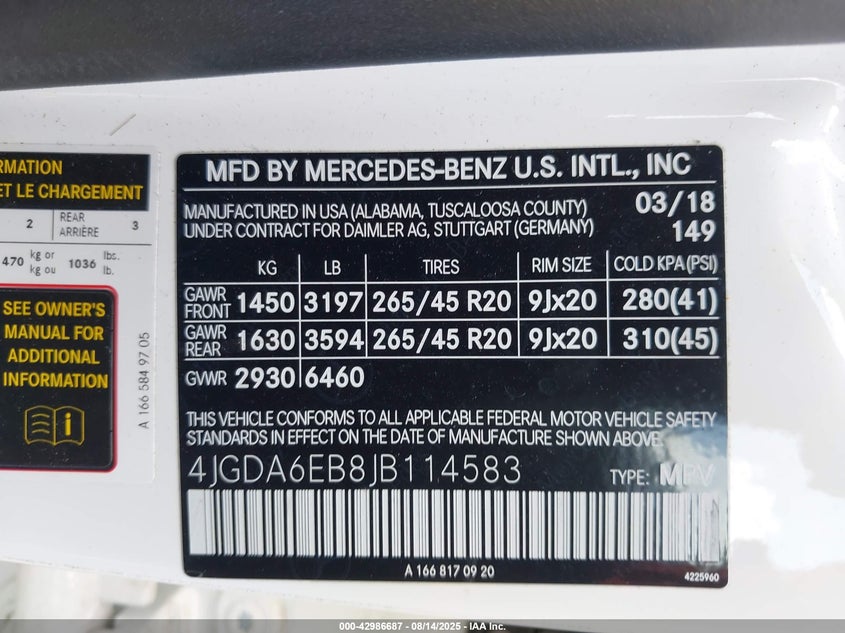 RMATION
ET LE CHARGEMENT
2 REAR ARRIÈRE 3
470 kg or kg ou 1036 lbs. lb.
SEE OWNER'S
MANUAL FOR
ADDITIONAL
INFORMATION
A 166 584 97 05
MFD BY MERCEDES-BENZ U.S. INTL., INC
MANUFACTURED IN USA (ALABAMA, TUSCALOOSA COUNTY) 03/18
UNDER CONTRACT FOR DAIMLER AG, STUTTGART (GERMANY) 149
KG LB TIRES RIM SIZE COLD KPA(PSI)
GAWR FRONT 1450 3197 265/45 R20 9Jx20 280(41)
GAWR REAR 1630 3594 265/45 R20 9Jx20 310(45)
GVWR 2930 6460
THIS VEHICLE CONFORMS TO ALL APPLICABLE FEDERAL MOTOR VEHICLE SAFETY
STANDARDS IN EFFECT ON THE DATE OF MANUFACTURE SHOWN ABOVE.
4JGDA6EB8JB114583 TYPE: MPV
A 166 817 09 20
4225960
000-42986687 - 08/14/2025 - IAA Inc.